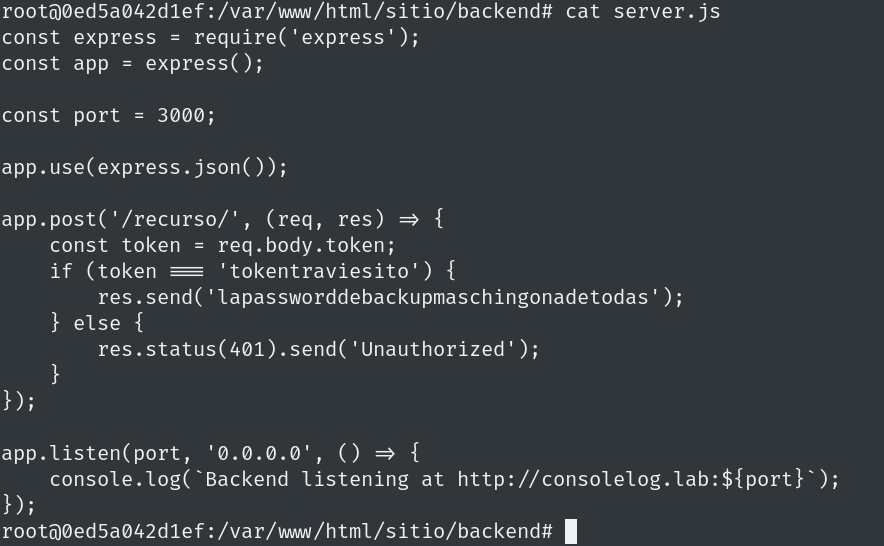 root@0ed5a042d1ef:/var/www/html/sitio/backend# cat server.js
const express = require('express');
const app = express();

const port = 3000;

app.use(express.json());

app.post('/recurso/', (req, res) => {
    const token = req.body.token;
    if (token === 'tokentraviesito') {
        res.send('lapassworddebackupmaschingonadetodas');
    } else {
        res.status(401).send('Unauthorized');
    }
});

app.listen(port, '0.0.0.0', () => {
    console.log(`Backend listening at http://consolelog.lab:${port}`);
});
root@0ed5a042d1ef:/var/www/html/sitio/backend#